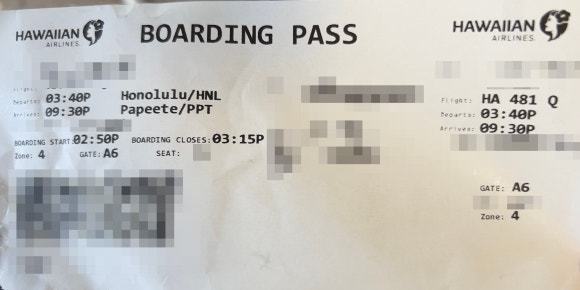 HAWAIIAN
AIRLINES.
BOARDING PASS
Departs: 03:40P Honolulu/HNL
Arrives: 09:30P Papeete/PPT
BOARDING START: 02:50P BOARDING CLOSES: 03:15P
Zone: 4 GATE: A6 SEAT:
HAWAIIAN
AIRLINES.
Flight: HA 481 Q
Departs: 03:40P
Arrives: 09:30P
GATE: A6
Zone: 4